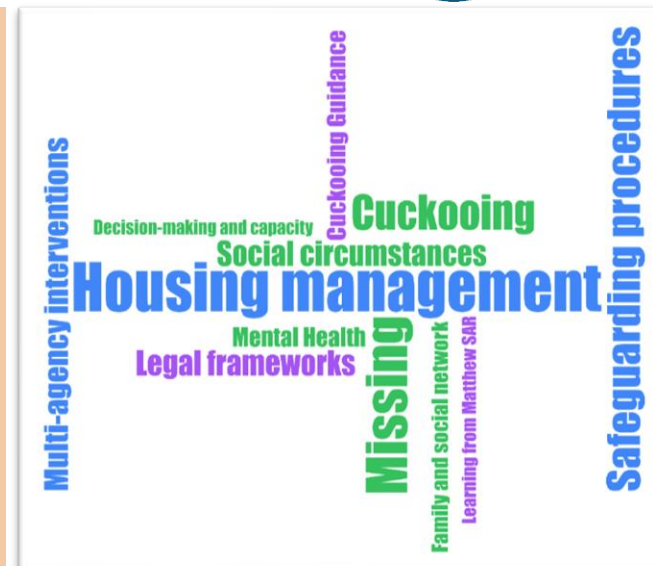 Cuckooing Guidance
Safeguarding procedures
Multi-agency interventions
Cuckooing
Decision-making and capacity
Social circumstances
Housing management
Mental Health
Legal frameworks
Missing
Family and social network
Learning from Matthew SAR